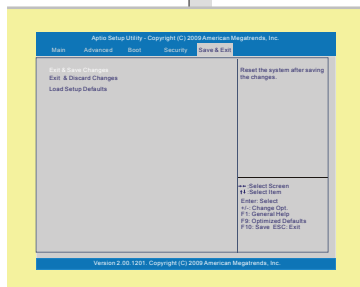 Aptio Setup Utility - Copyright (C) 2009 American Megatrends, Inc.
Main Advanced Boot Security Save & Exit
Exit & Save Changes
Exit & Discard Changes
Load Setup Defaults
Reset the system after saving
the changes.
→← :Select Screen
↑↓ :Select Item
Enter: Select
+/-: Change Opt.
F1: General Help
F9: Optimized Defaults
F10: Save ESC: Exit
Version 2.00.1201. Copyright (C) 2009 American Megatrends, Inc.